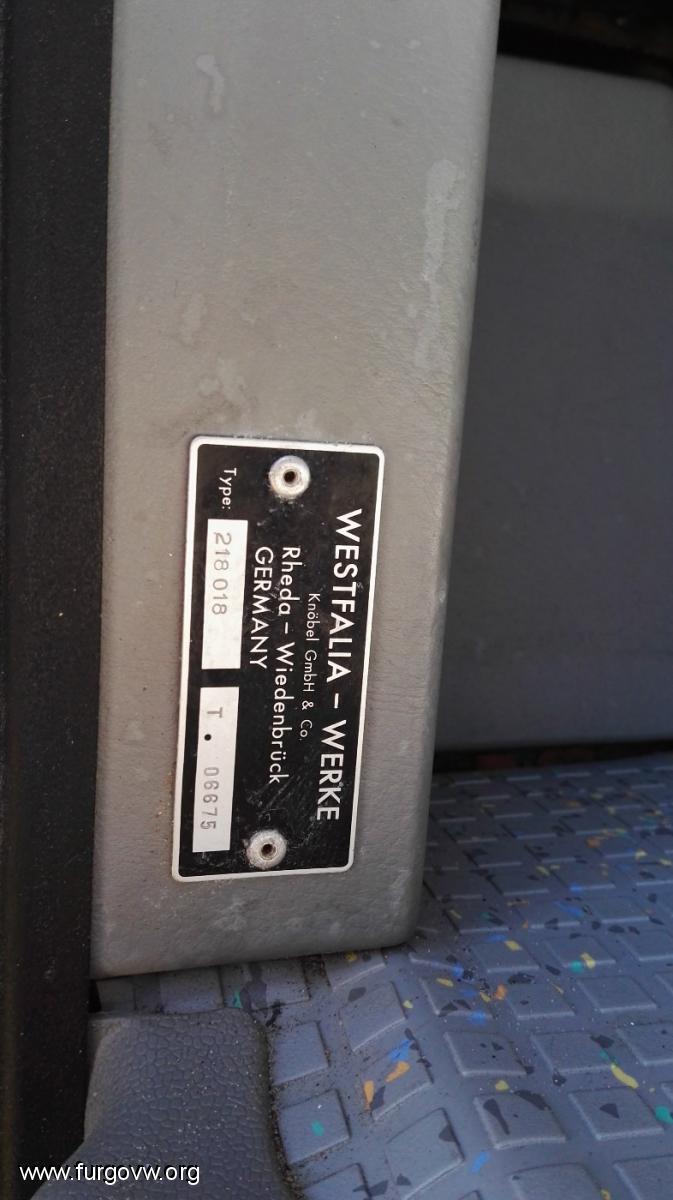 WESTFALIA - WERKE
Knöbel GmbH & Co.
Rheda - Wiedenbrück
GERMANY
Type: 218 018 T. 06675
www.furgovw.org